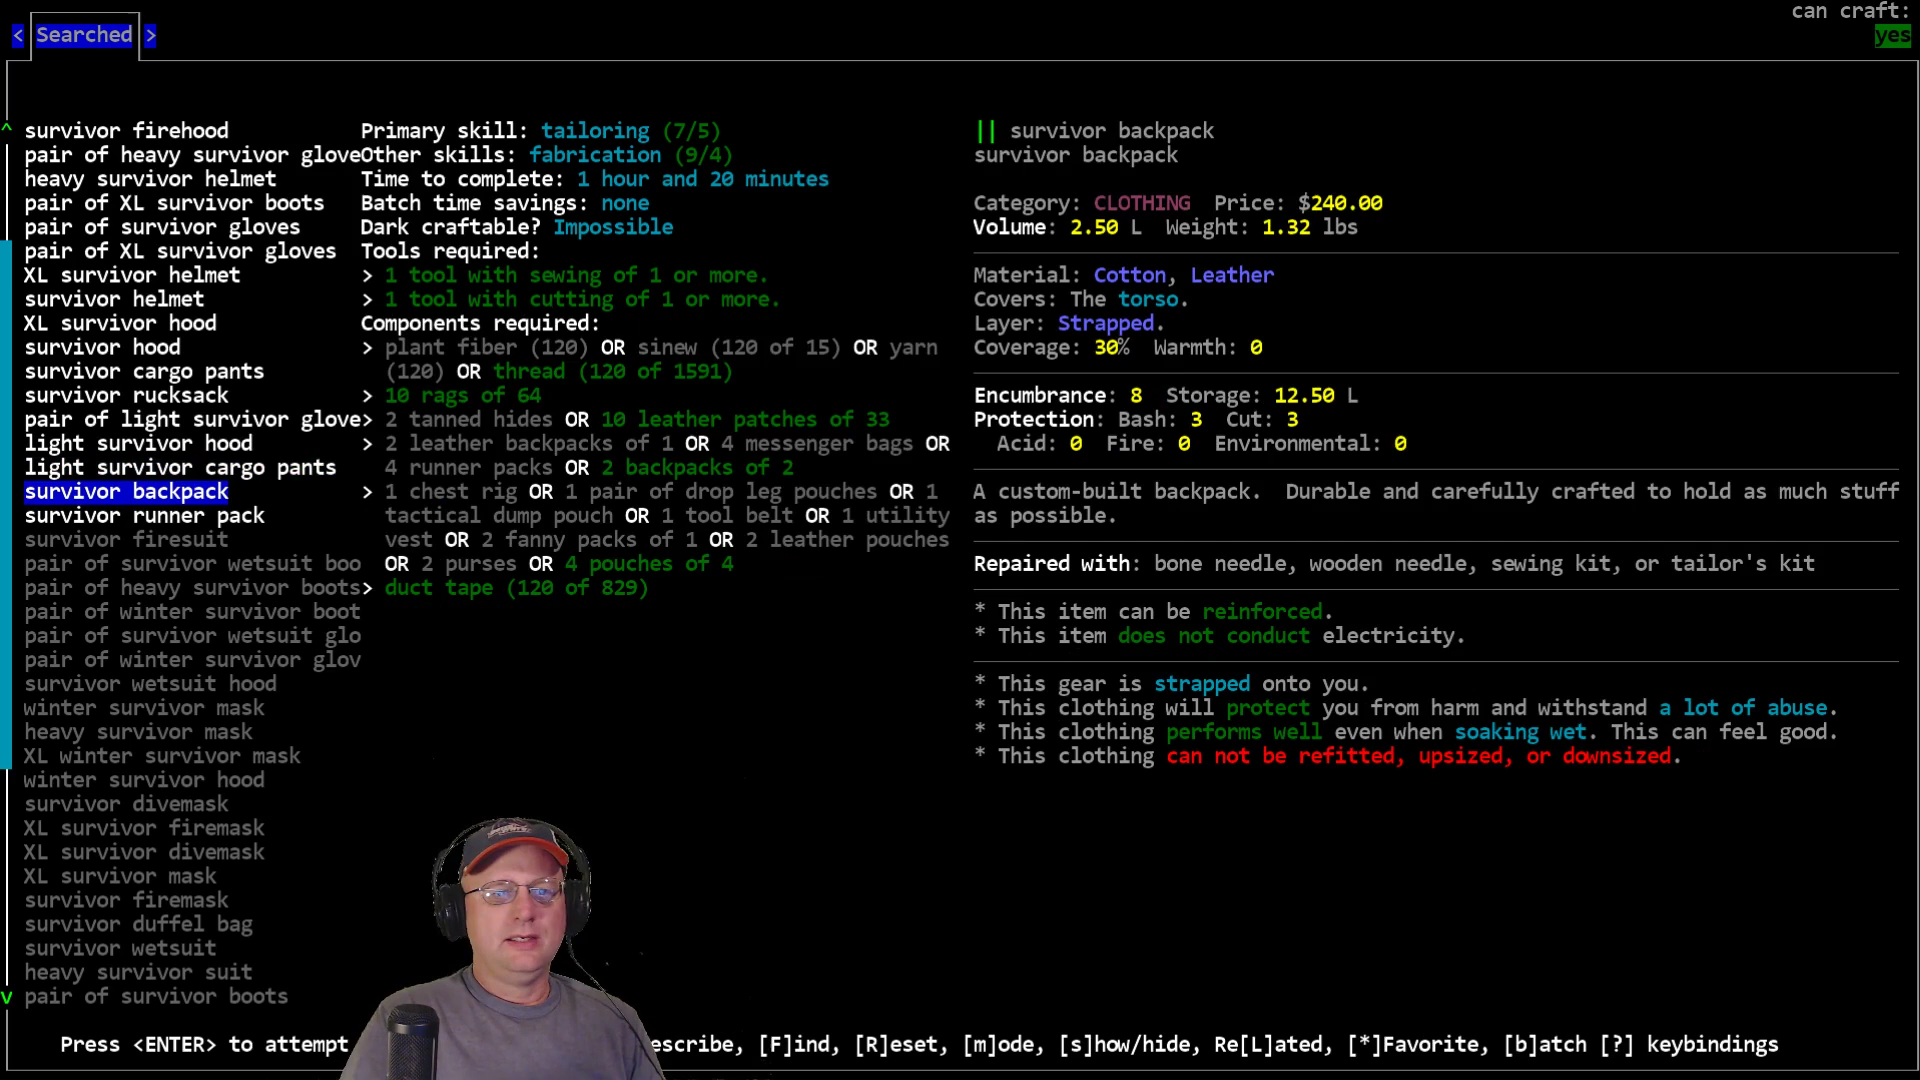 can craft:
< Searched >
yes
^ survivor firehood
pair of heavy survivor glove
heavy survivor helmet
pair of XL survivor boots
pair of survivor gloves
pair of XL survivor gloves
XL survivor helmet
survivor helmet
XL survivor hood
survivor hood
survivor cargo pants
survivor rucksack
pair of light survivor glove
light survivor hood
light survivor cargo pants
survivor backpack
survivor runner pack
survivor firesuit
pair of survivor wetsuit boo
pair of heavy survivor boots
pair of winter survivor boot
pair of survivor wetsuit glo
pair of winter survivor glov
survivor wetsuit hood
winter survivor mask
heavy survivor mask
XL winter survivor mask
winter survivor hood
survivor divemask
XL survivor firemask
XL survivor divemask
XL survivor mask
survivor firemask
survivor duffel bag
survivor wetsuit
heavy survivor suit
v pair of survivor boots
Primary skill: tailoring (7/5)
Other skills: fabrication (9/4)
Time to complete: 1 hour and 20 minutes
Batch time savings: none
Dark craftable? Impossible
Tools required:
> 1 tool with sewing of 1 or more.
> 1 tool with cutting of 1 or more.
Components required:
> plant fiber (120) OR sinew (120 of 15) OR yarn
(120) OR thread (120 of 1591)
> 10 rags of 64
> 2 tanned hides OR 10 leather patches of 33
> 2 leather backpacks of 1 OR 4 messenger bags OR
4 runner packs OR 2 backpacks of 2
> 1 chest rig OR 1 pair of drop leg pouches OR 1
tactical dump pouch OR 1 tool belt OR 1 utility
vest OR 2 fanny packs of 1 OR 2 leather pouches
OR 2 purses OR 4 pouches of 4
> duct tape (120 of 829)
|| survivor backpack
survivor backpack
Category: CLOTHING Price: $240.00
Volume: 2.50 L Weight: 1.32 lbs
Material: Cotton, Leather
Covers: The torso.
Layer: Strapped.
Coverage: 30% Warmth: 0
Encumbrance: 8 Storage: 12.50 L
Protection: Bash: 3 Cut: 3
Acid: 0 Fire: 0 Environmental: 0
A custom-built backpack. Durable and carefully crafted to hold as much stuff
as possible.
Repaired with: bone needle, wooden needle, sewing kit, or tailor's kit
* This item can be reinforced.
* This item does not conduct electricity.
* This gear is strapped onto you.
* This clothing will protect you from harm and withstand a lot of abuse.
* This clothing performs well even when soaking wet. This can feel good.
* This clothing can not be refitted, upsized, or downsized.
Press <ENTER> to attempt escribe, [F]ind, [R]eset, [m]ode, [s]how/hide, Re[L]ated, [*]Favorite, [b]atch [?] keybindings